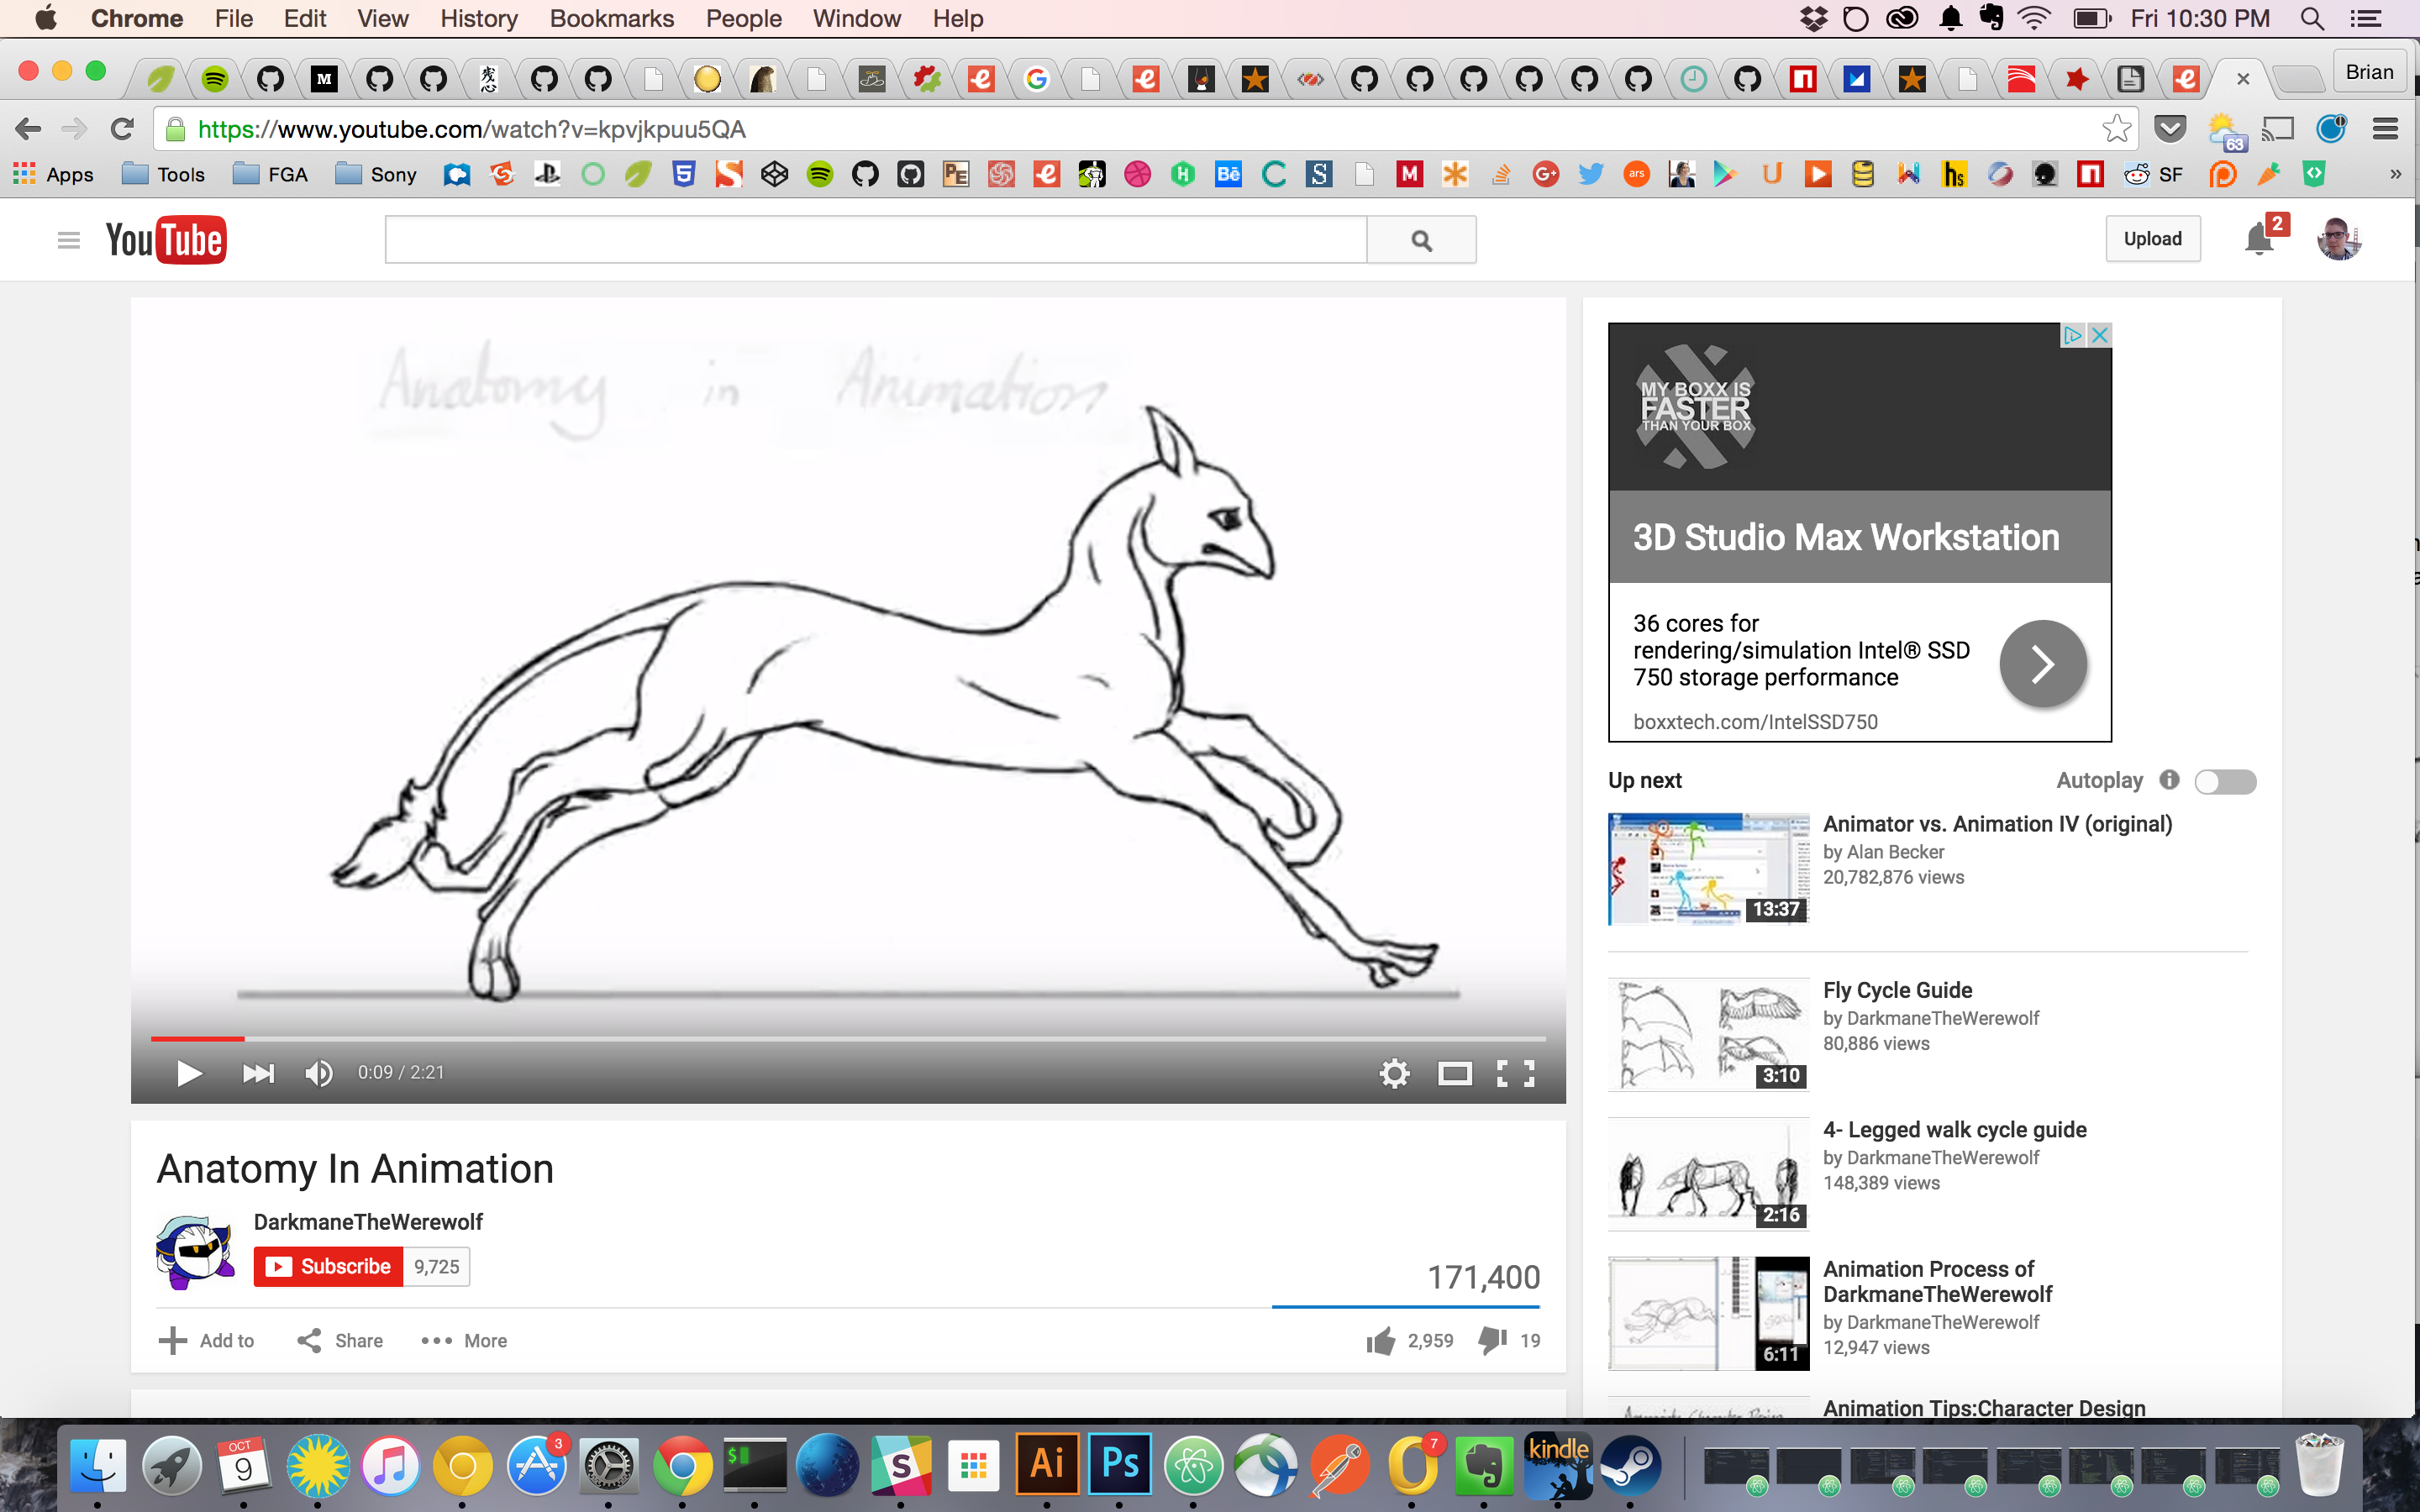 Chrome File Edit View History Bookmarks People Window Help Fri 10:30 PM
Brian
https://www.youtube.com/watch?v=kpvjkpuu5QA
63
Apps Tools FGA Sony SF
YouTube
Upload 2
Anatomy in Animation
MY BOXX IS
FASTER
THAN YOUR BOX
3D Studio Max Workstation
36 cores for
rendering/simulation Intel® SSD
750 storage performance
boxxtech.com/IntelSSD750
0:09 / 2:21
Anatomy In Animation
DarkmaneTheWerewolf
Subscribe 9,725
171,400
Add to Share More 2,959 19
Up next Autoplay
Animator vs. Animation IV (original)
by Alan Becker
20,782,876 views
13:37
Fly Cycle Guide
by DarkmaneTheWerewolf
80,886 views
3:10
4- Legged walk cycle guide
by DarkmaneTheWerewolf
148,389 views
2:16
Animation Process of
DarkmaneTheWerewolf
by DarkmaneTheWerewolf
12,947 views
6:11
Animation Tips:Character Design
OCT
9
3
$
S
Ai
Ps
7
kindle